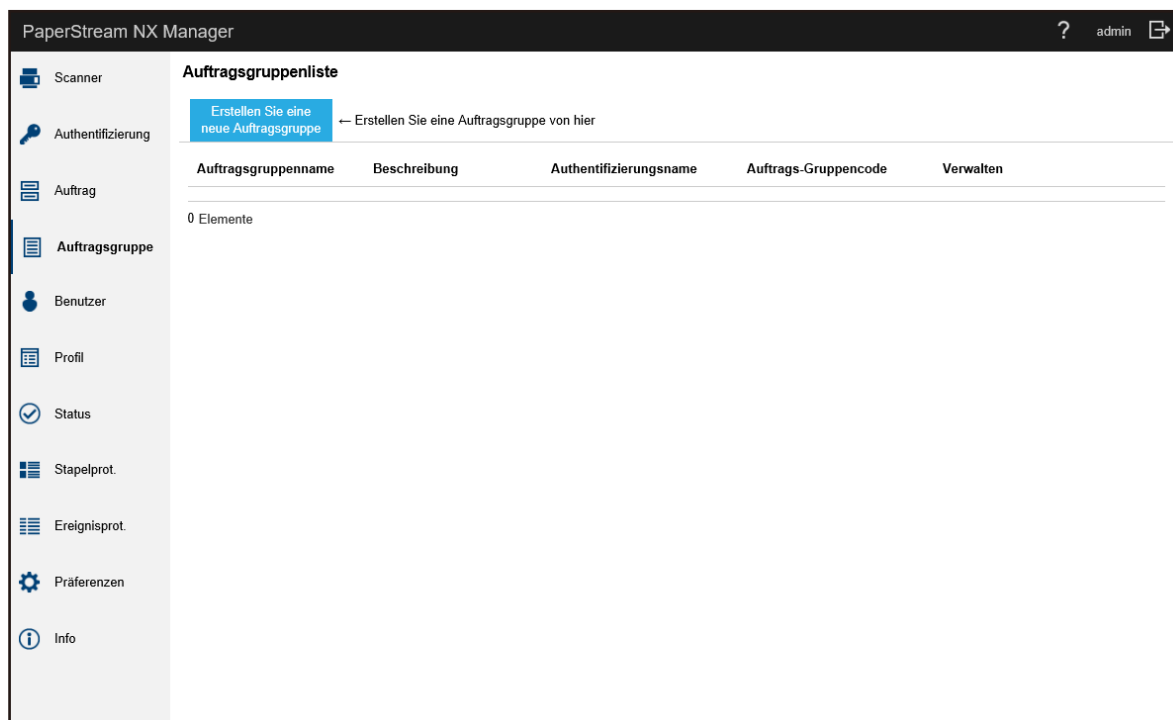 PaperStream NX Manager
? admin
Scanner
Authentifizierung
Auftrag
Auftragsgruppe
Benutzer
Profil
Status
Stapelprot.
Ereignisprot.
Präferenzen
Info
Auftragsgruppenliste
Erstellen Sie eine
neue Auftragsgruppe
← Erstellen Sie eine Auftragsgruppe von hier
Auftragsgruppenname Beschreibung Authentifizierungsname Auftrags-Gruppencode Verwalten
0 Elemente